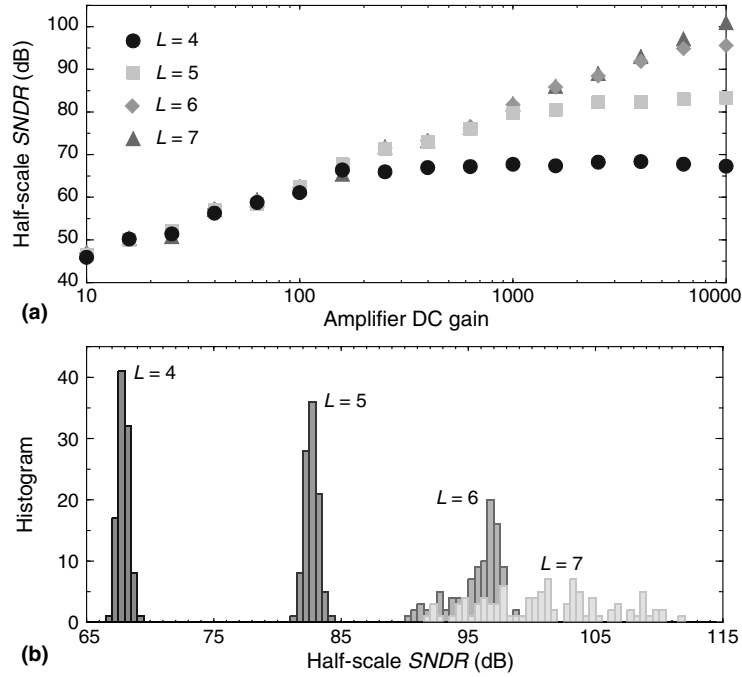 100
90
80
70
60
50
40
Half-scale SNDR (dB)
L = 4
L = 5
L = 6
L = 7
10
100
1000
10000
Amplifier DC gain
(a)
40
30
20
10
0
Histogram
L = 4
L = 5
L = 6
L = 7
65
75
85
95
105
115
Half-scale SNDR (dB)
(b)